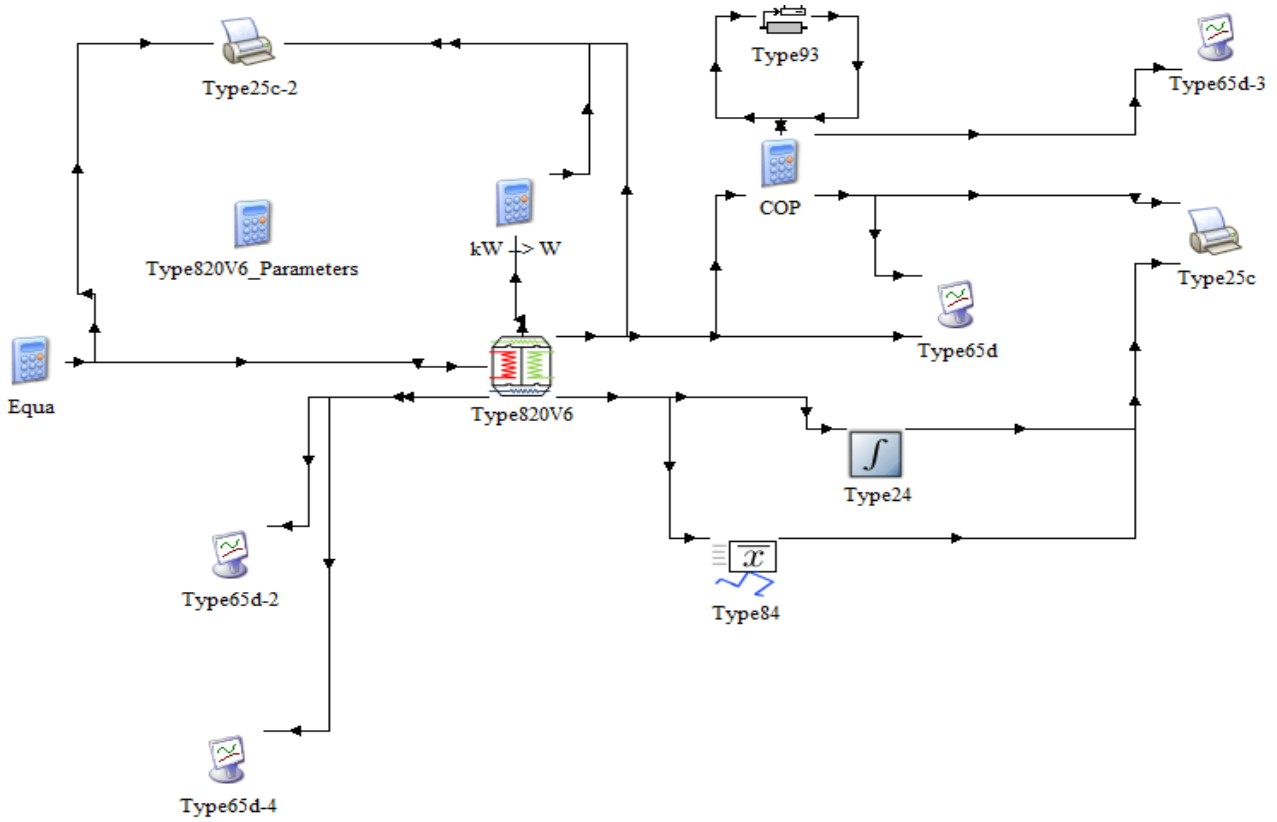 Type93
Type65d-3
Type25c-2
COP
kW -> W
Type820V6_Parameters
Type25c
Type65d
Equa
Type820V6
∫
Type24
x̅
Type65d-2
Type84
Type65d-4